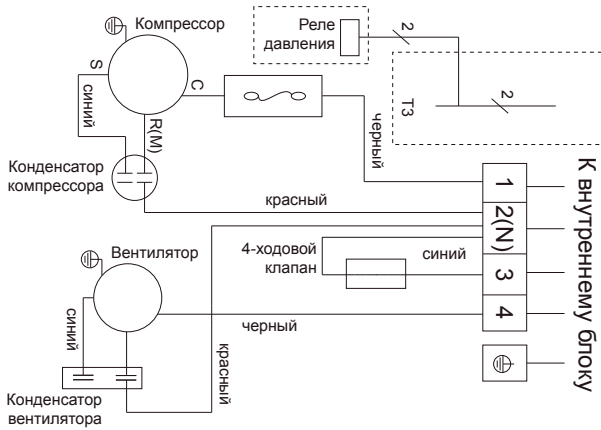 Компрессор
Реле
давления
2
2
T3
S
C
R(M)
синий
черный
Конденсатор
компрессора
красный
К внутреннему блоку
1
2(N)
3
4
Вентилятор
4-ходовой
клапан
синий
черный
синий
красный
Конденсатор
вентилятора